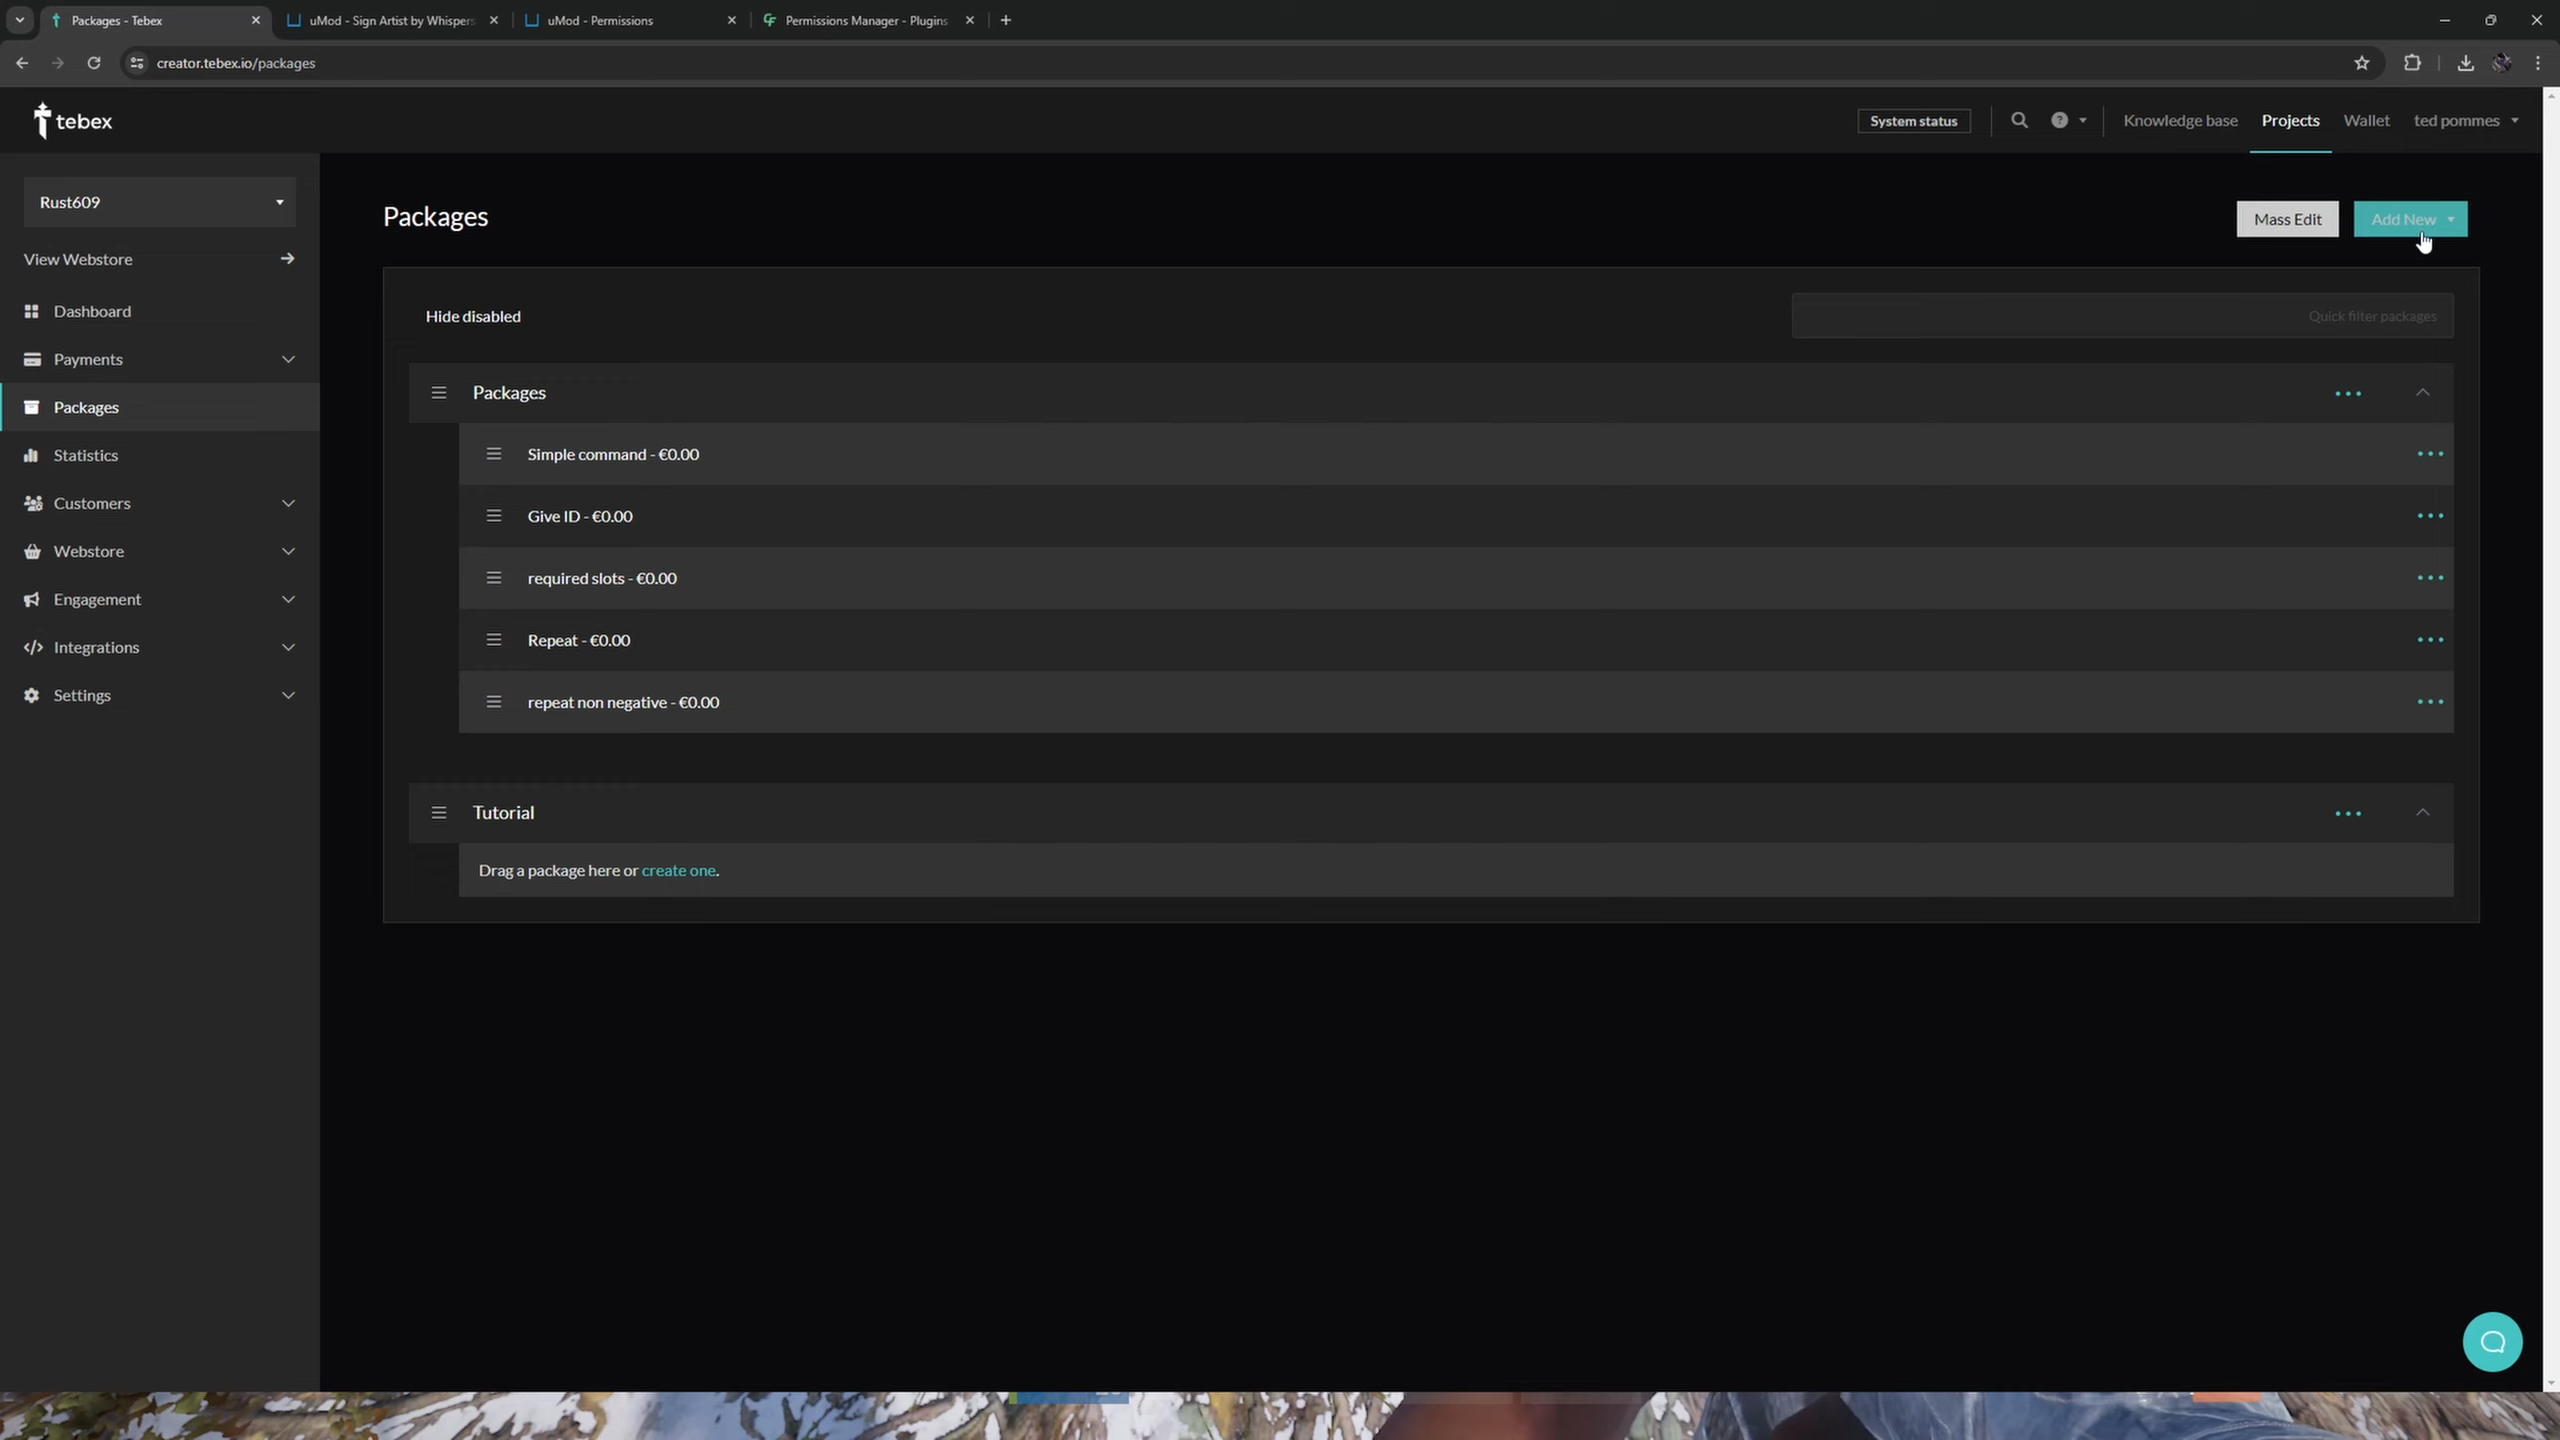 Packages - Tebex
uMod - Sign Artist by Whispers
uMod - Permissions
Permissions Manager - Plugins
creator.tebex.io/packages
tebex
System status
Knowledge base
Projects
Wallet
ted pommes
Rust609
View Webstore
Dashboard
Payments
Packages
Statistics
Customers
Webstore
Engagement
Integrations
Settings
Packages
Mass Edit
Add New
Hide disabled
Quick filter packages
Packages
Simple command - €0.00
Give ID - €0.00
required slots - €0.00
Repeat - €0.00
repeat non negative - €0.00
Tutorial
Drag a package here or create one.